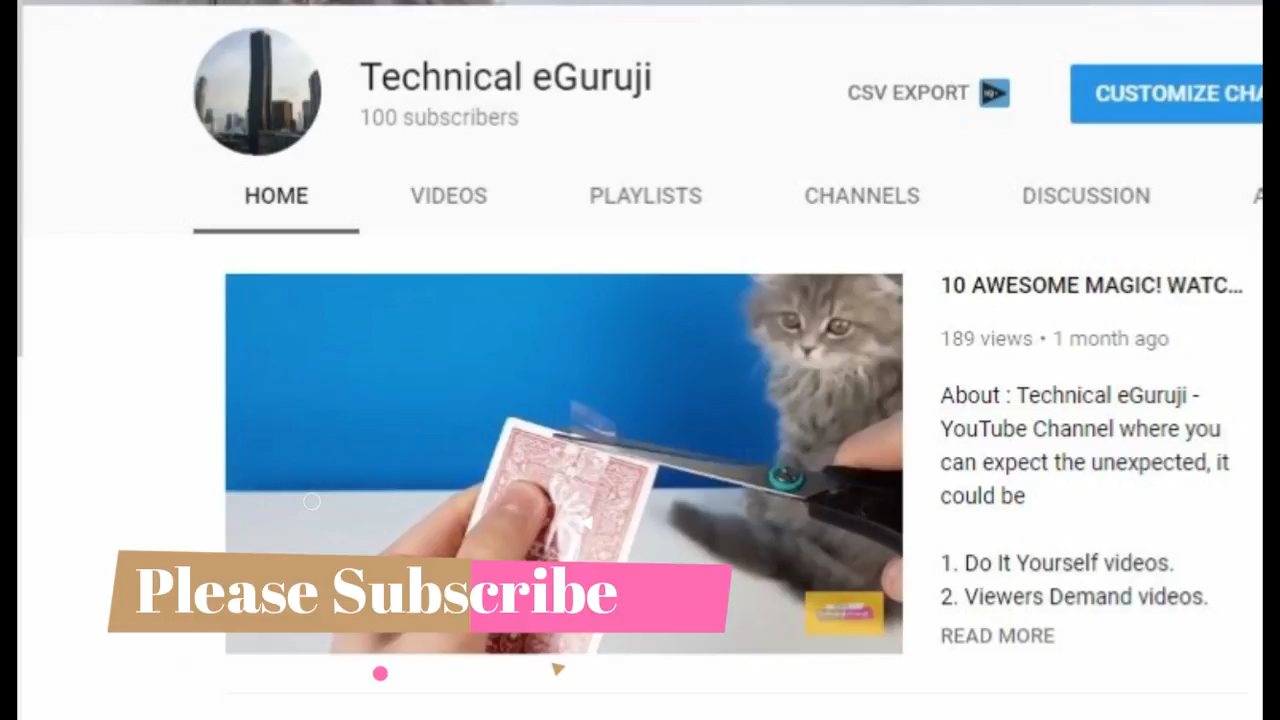 Technical eGuruji
100 subscribers
CSV EXPORT
CUSTOMIZE CHA
HOME
VIDEOS
PLAYLISTS
CHANNELS
DISCUSSION
A
10 AWESOME MAGIC! WATC...
189 views • 1 month ago
About : Technical eGuruji -
YouTube Channel where you
can expect the unexpected, it
could be
1. Do It Yourself videos.
2. Viewers Demand videos.
READ MORE
Please Subscribe